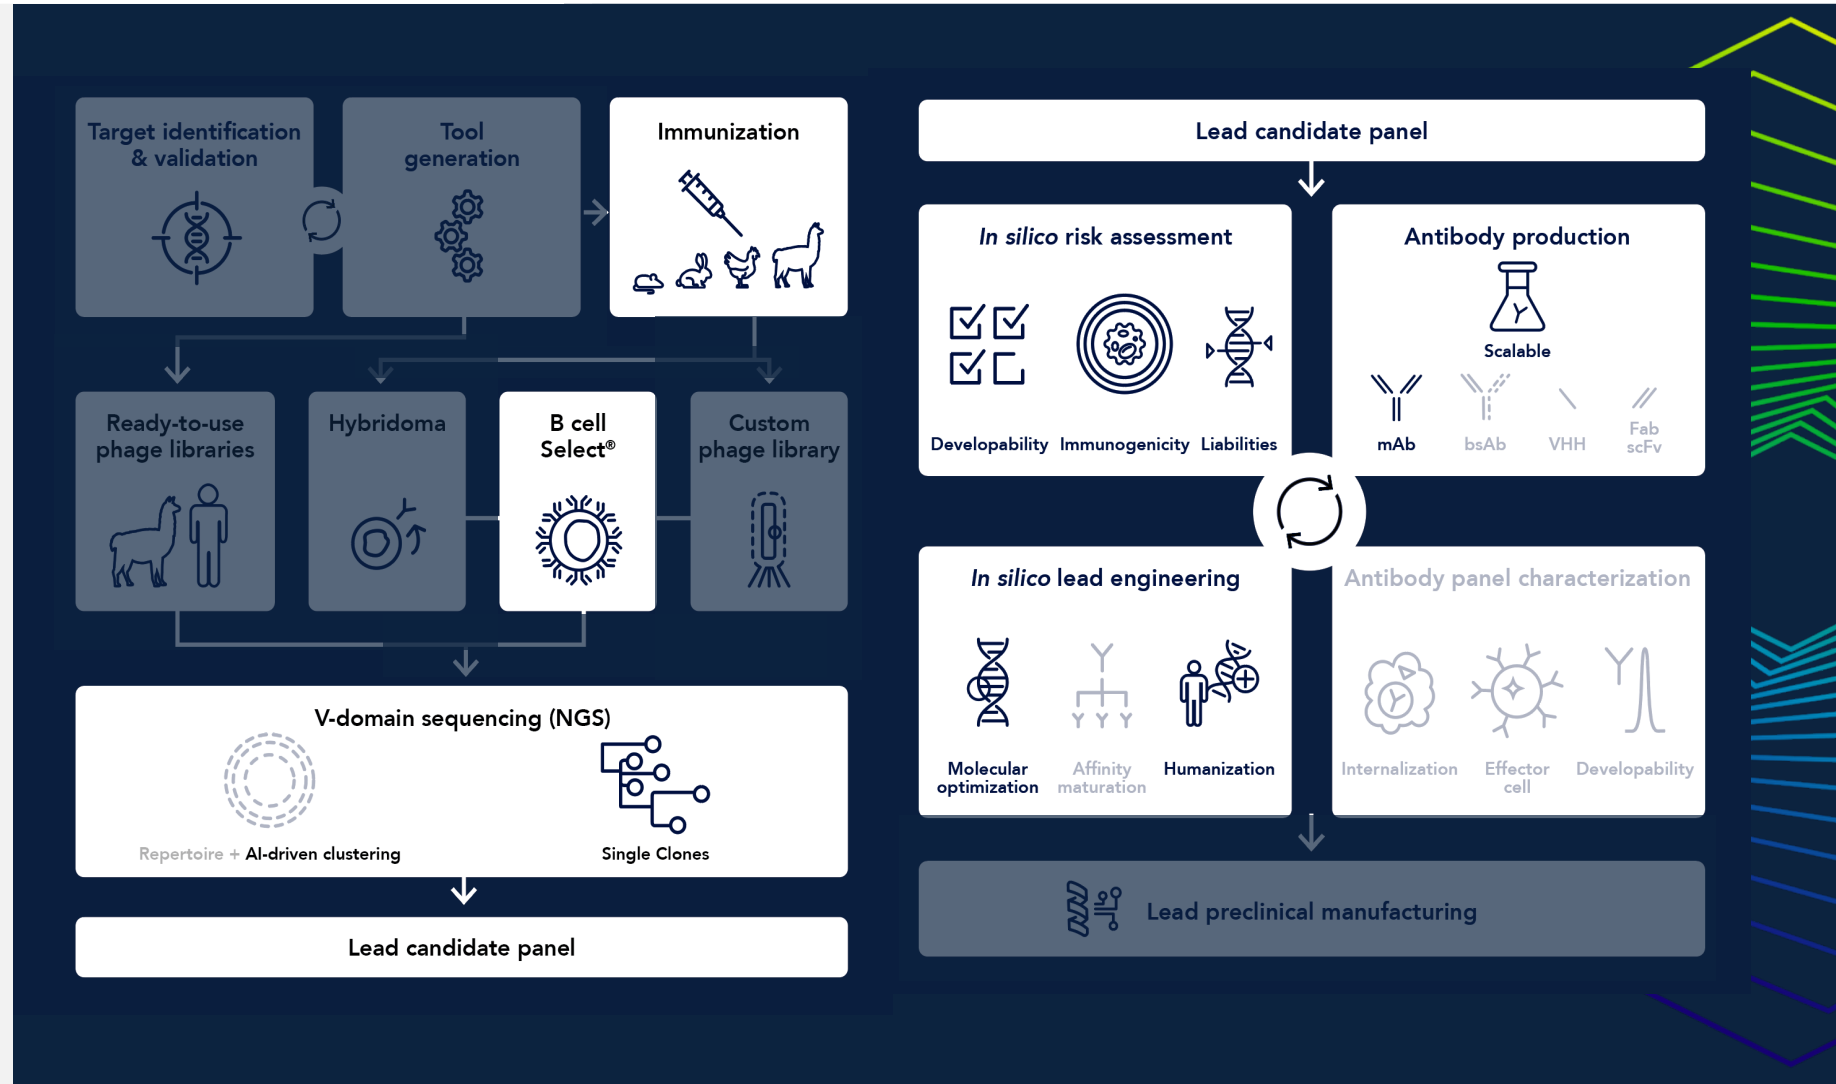 Target identification
& validation
Tool
generation
Immunization
Ready-to-use
phage libraries
Hybridoma
B cell
Select®
Custom
phage library
V-domain sequencing (NGS)
Repertoire + AI-driven clustering
Single Clones
Lead candidate panel
Lead candidate panel
In silico risk assessment
Developability
Immunogenicity
Liabilities
Antibody production
Scalable
mAb
bsAb
VHH
Fab
scFv
In silico lead engineering
Molecular
optimization
Affinity
maturation
Humanization
Antibody panel characterization
Internalization
Effector
cell
Developability
Lead preclinical manufacturing